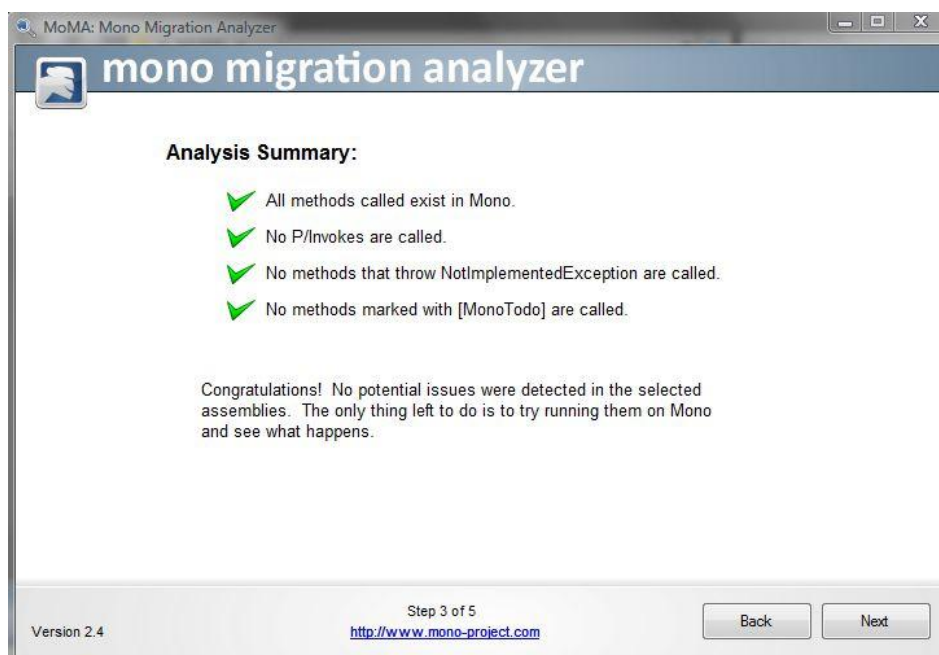 MoMA: Mono Migration Analyzer
mono migration analyzer
Analysis Summary:
All methods called exist in Mono.
No P/Invokes are called.
No methods that throw NotImplementedException are called.
No methods marked with [MonoTodo] are called.
Congratulations!  No potential issues were detected in the selected
assemblies.  The only thing left to do is to try running them on Mono
and see what happens.
Version 2.4
Step 3 of 5
http://www.mono-project.com
Back
Next